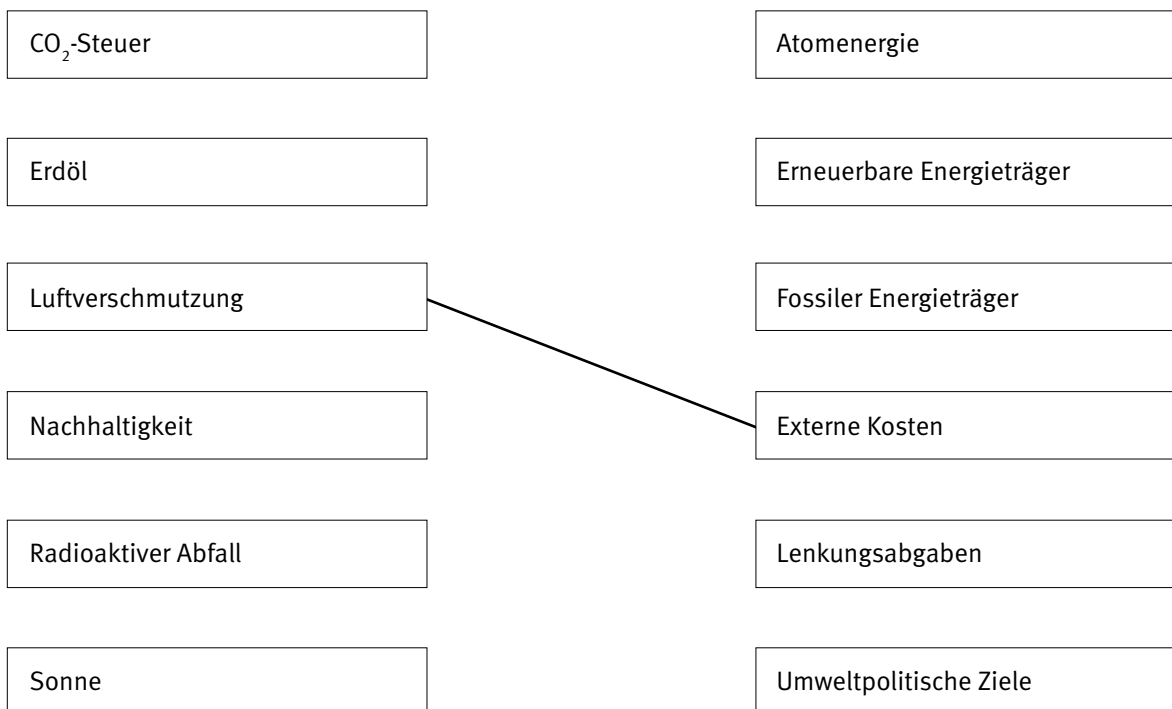 CO₂-Steuer
Atomenergie
Erdöl
Erneuerbare Energieträger
Luftverschmutzung
Fossiler Energieträger
Nachhaltigkeit
Externe Kosten
Radioaktiver Abfall
Lenkungsabgaben
Sonne
Umweltpolitische Ziele